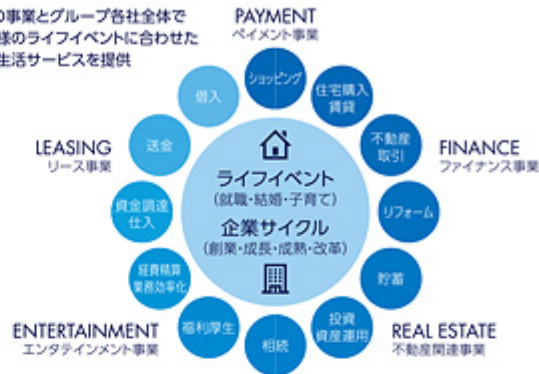 事業とグループ各社全体で
様のライフイベントに合わせた
生活サービスを提供
PAYMENT
ペイメント事業
ショッピング
住宅購入
賃貸
不動産
取引
FINANCE
ファイナンス事業
リフォーム
貯蓄
REAL ESTATE
不動産関連事業
投資
資産運用
相続
福利厚生
ENTERTAINMENT
エンタテインメント事業
経費精算
業務効率化
資金調達
仕入
LEASING
リース事業
送金
借入
ライフイベント
(就職・結婚・子育て)
企業サイクル
(創業・成長・成熟・改革)